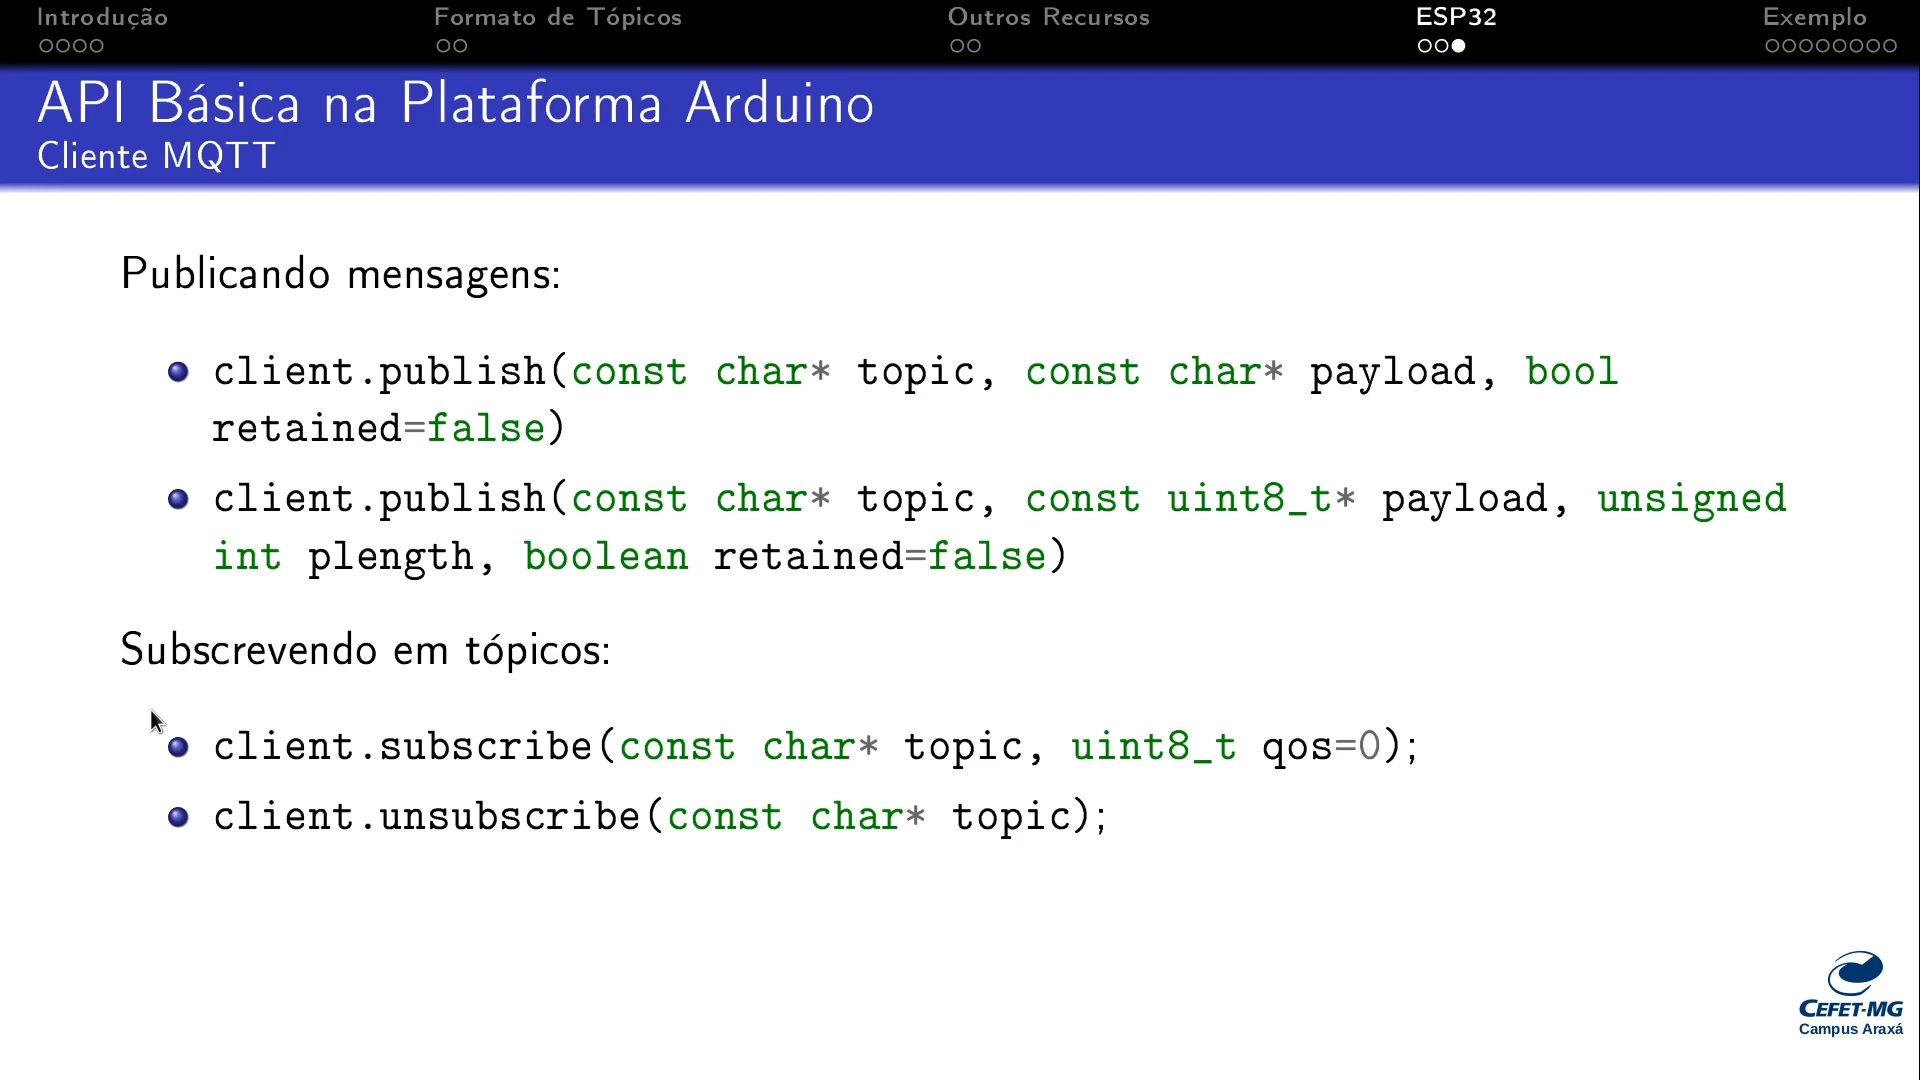 Introdução
Formato de Tópicos
Outros Recursos
ESP32
Exemplo
API Básica na Plataforma Arduino
Cliente MQTT
Publicando mensagens:
client.publish(const char* topic, const char* payload, bool
retained=false)
client.publish(const char* topic, const uint8_t* payload, unsigned
int plength, boolean retained=false)
Subscrevendo em tópicos:
client.subscribe(const char* topic, uint8_t qos=0);
client.unsubscribe(const char* topic);
CEFET-MG
Campus Araxá